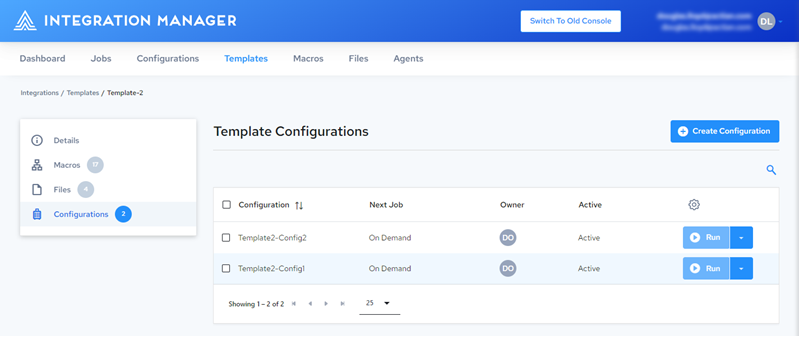 INTEGRATION MANAGER
Switch To Old Console
DL
Dashboard Jobs Configurations Templates Macros Files Agents
Integrations / Templates / Template-2
Details
Macros 17
Files 4
Configurations 2
Template Configurations
Create Configuration
Configuration Next Job Owner Active
Template2-Config2 On Demand DO Active Run
Template2-Config1 On Demand DO Active Run
Showing 1 – 2 of 2 25